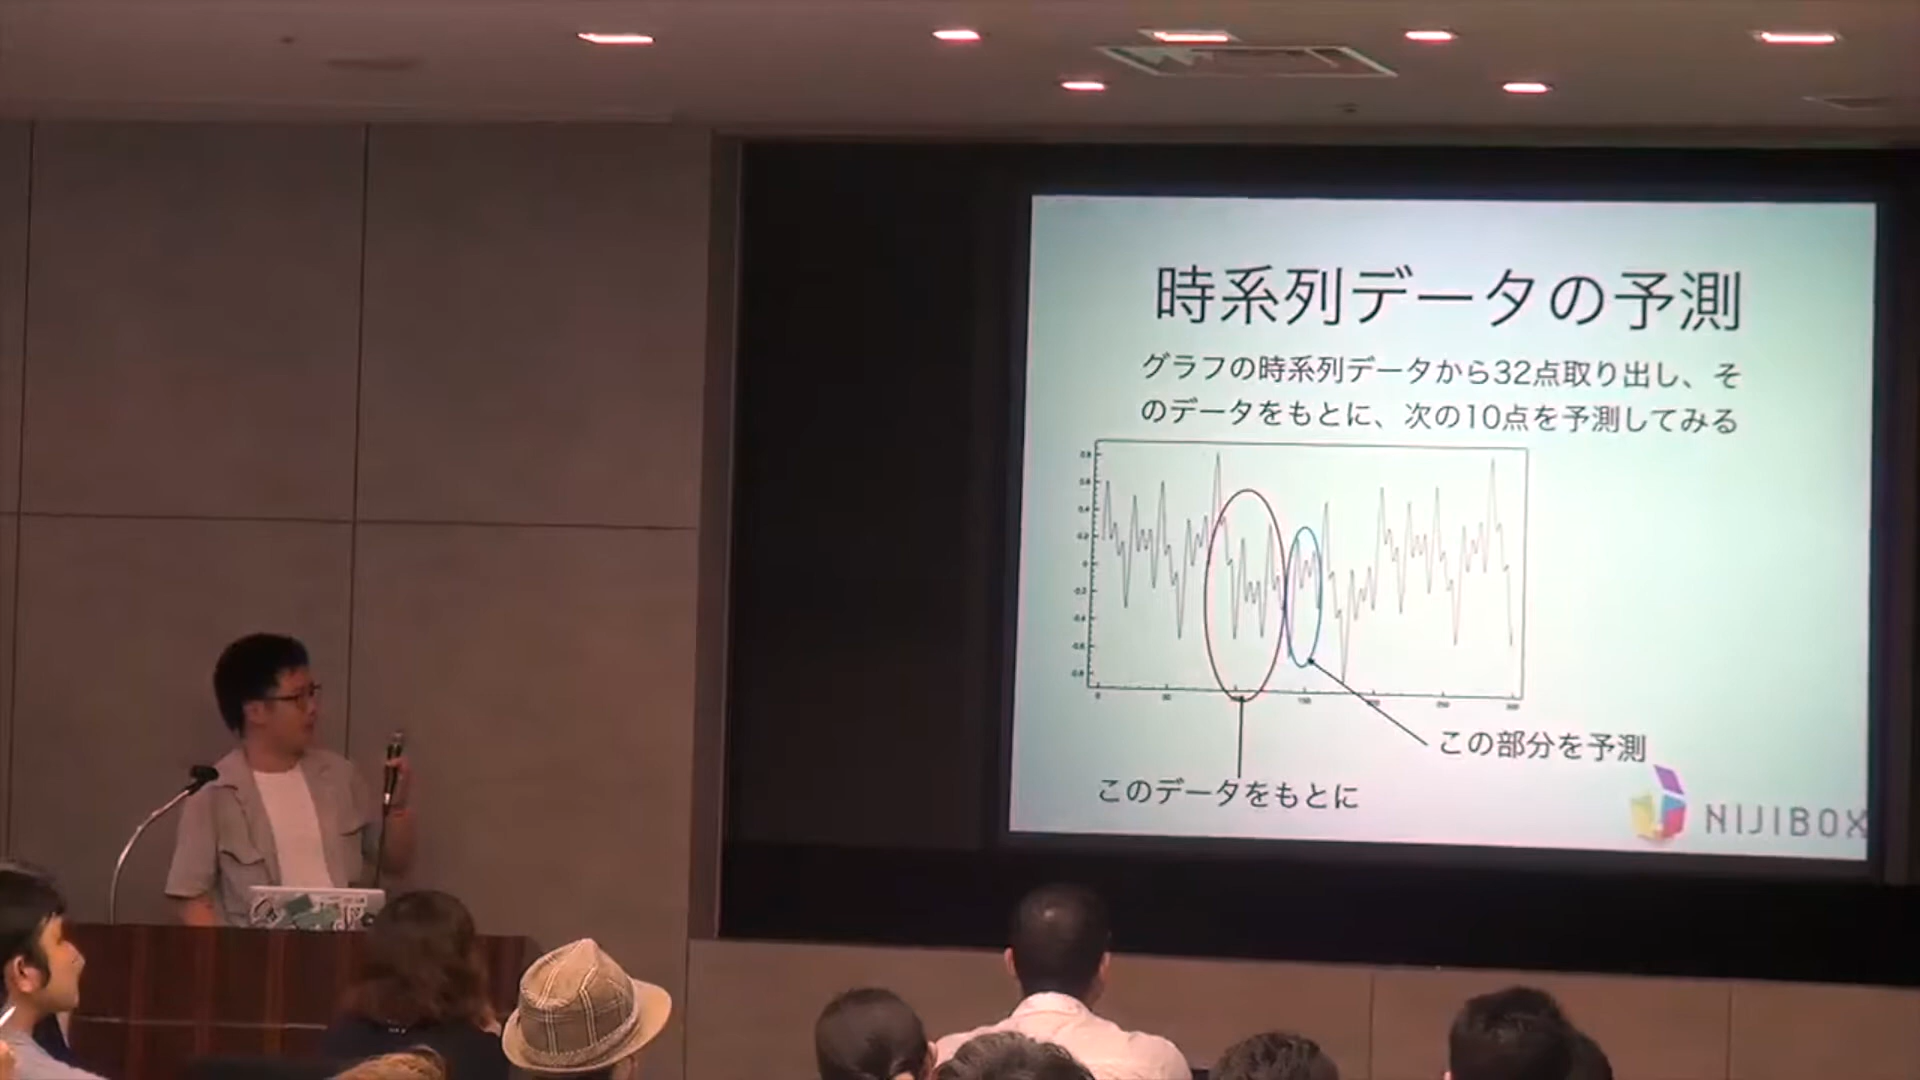 時系列データの予測
グラフの時系列データから32点取り出し、そ
のデータをもとに、次の10点を予測してみる
この部分を予測
このデータをもとに
NIJIBOX